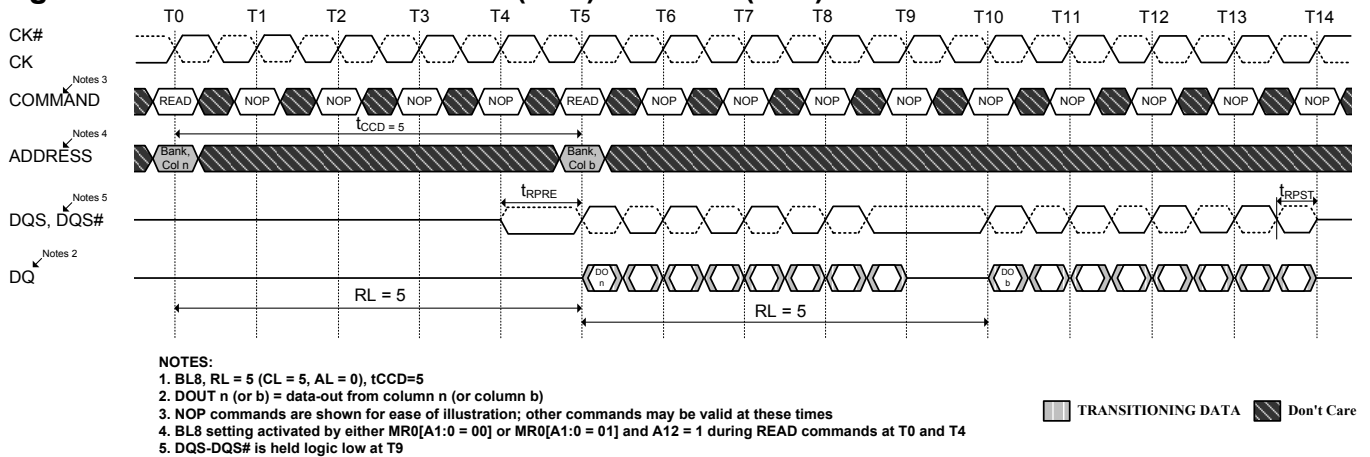 T0 T1 T2 T3 T4 T5 T6 T7 T8 T9 T10 T11 T12 T13 T14
CK#
CK
Notes 3
COMMAND READ NOP NOP NOP NOP READ NOP NOP NOP NOP NOP NOP NOP NOP NOP
tCCD = 5
Notes 4
ADDRESS
Bank, Col n
Bank, Col b
Notes 5
tRPRE
tRPST
DQS, DQS#
Notes 2
DQ
DO n
DO b
RL = 5
RL = 5
NOTES:
1. BL8, RL = 5 (CL = 5, AL = 0), tCCD=5
2. DOUT n (or b) = data-out from column n (or column b)
3. NOP commands are shown for ease of illustration; other commands may be valid at these times
4. BL8 setting activated by either MR0[A1:0 = 00] or MR0[A1:0 = 01] and A12 = 1 during READ commands at T0 and T4
5. DQS-DQS# is held logic low at T9
TRANSITIONING DATA
Don't Care